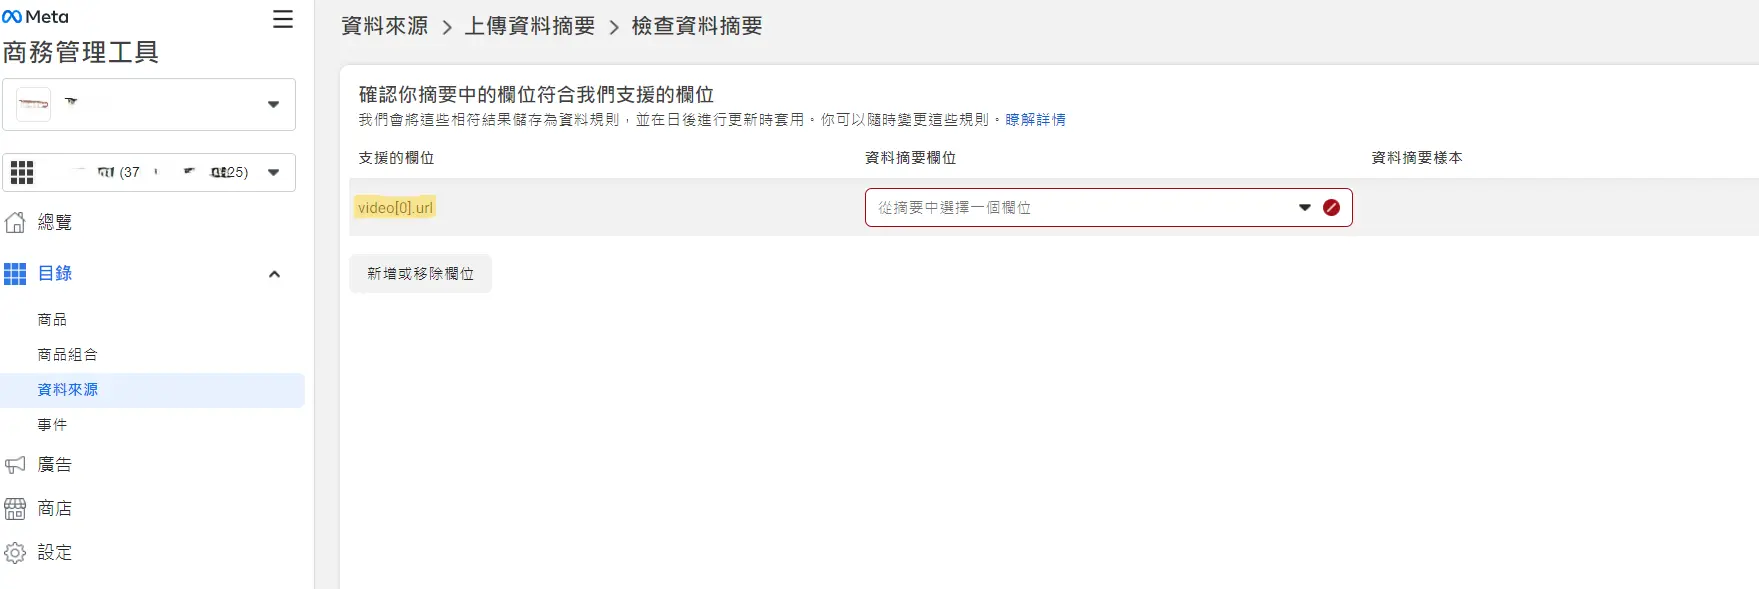 Meta
商務管理工具
(37
25)
總覽
目錄
商品
商品組合
資料來源
事件
廣告
商店
設定
資料來源 > 上傳資料摘要 > 檢查資料摘要
確認你摘要中的欄位符合我們支援的欄位
我們會將這些相符結果儲存為資料規則，並在日後進行更新時套用。你可以隨時變更這些規則。瞭解詳情
支援的欄位 資料摘要欄位 資料摘要樣本
video[0].url 從摘要中選擇一個欄位
新增或移除欄位